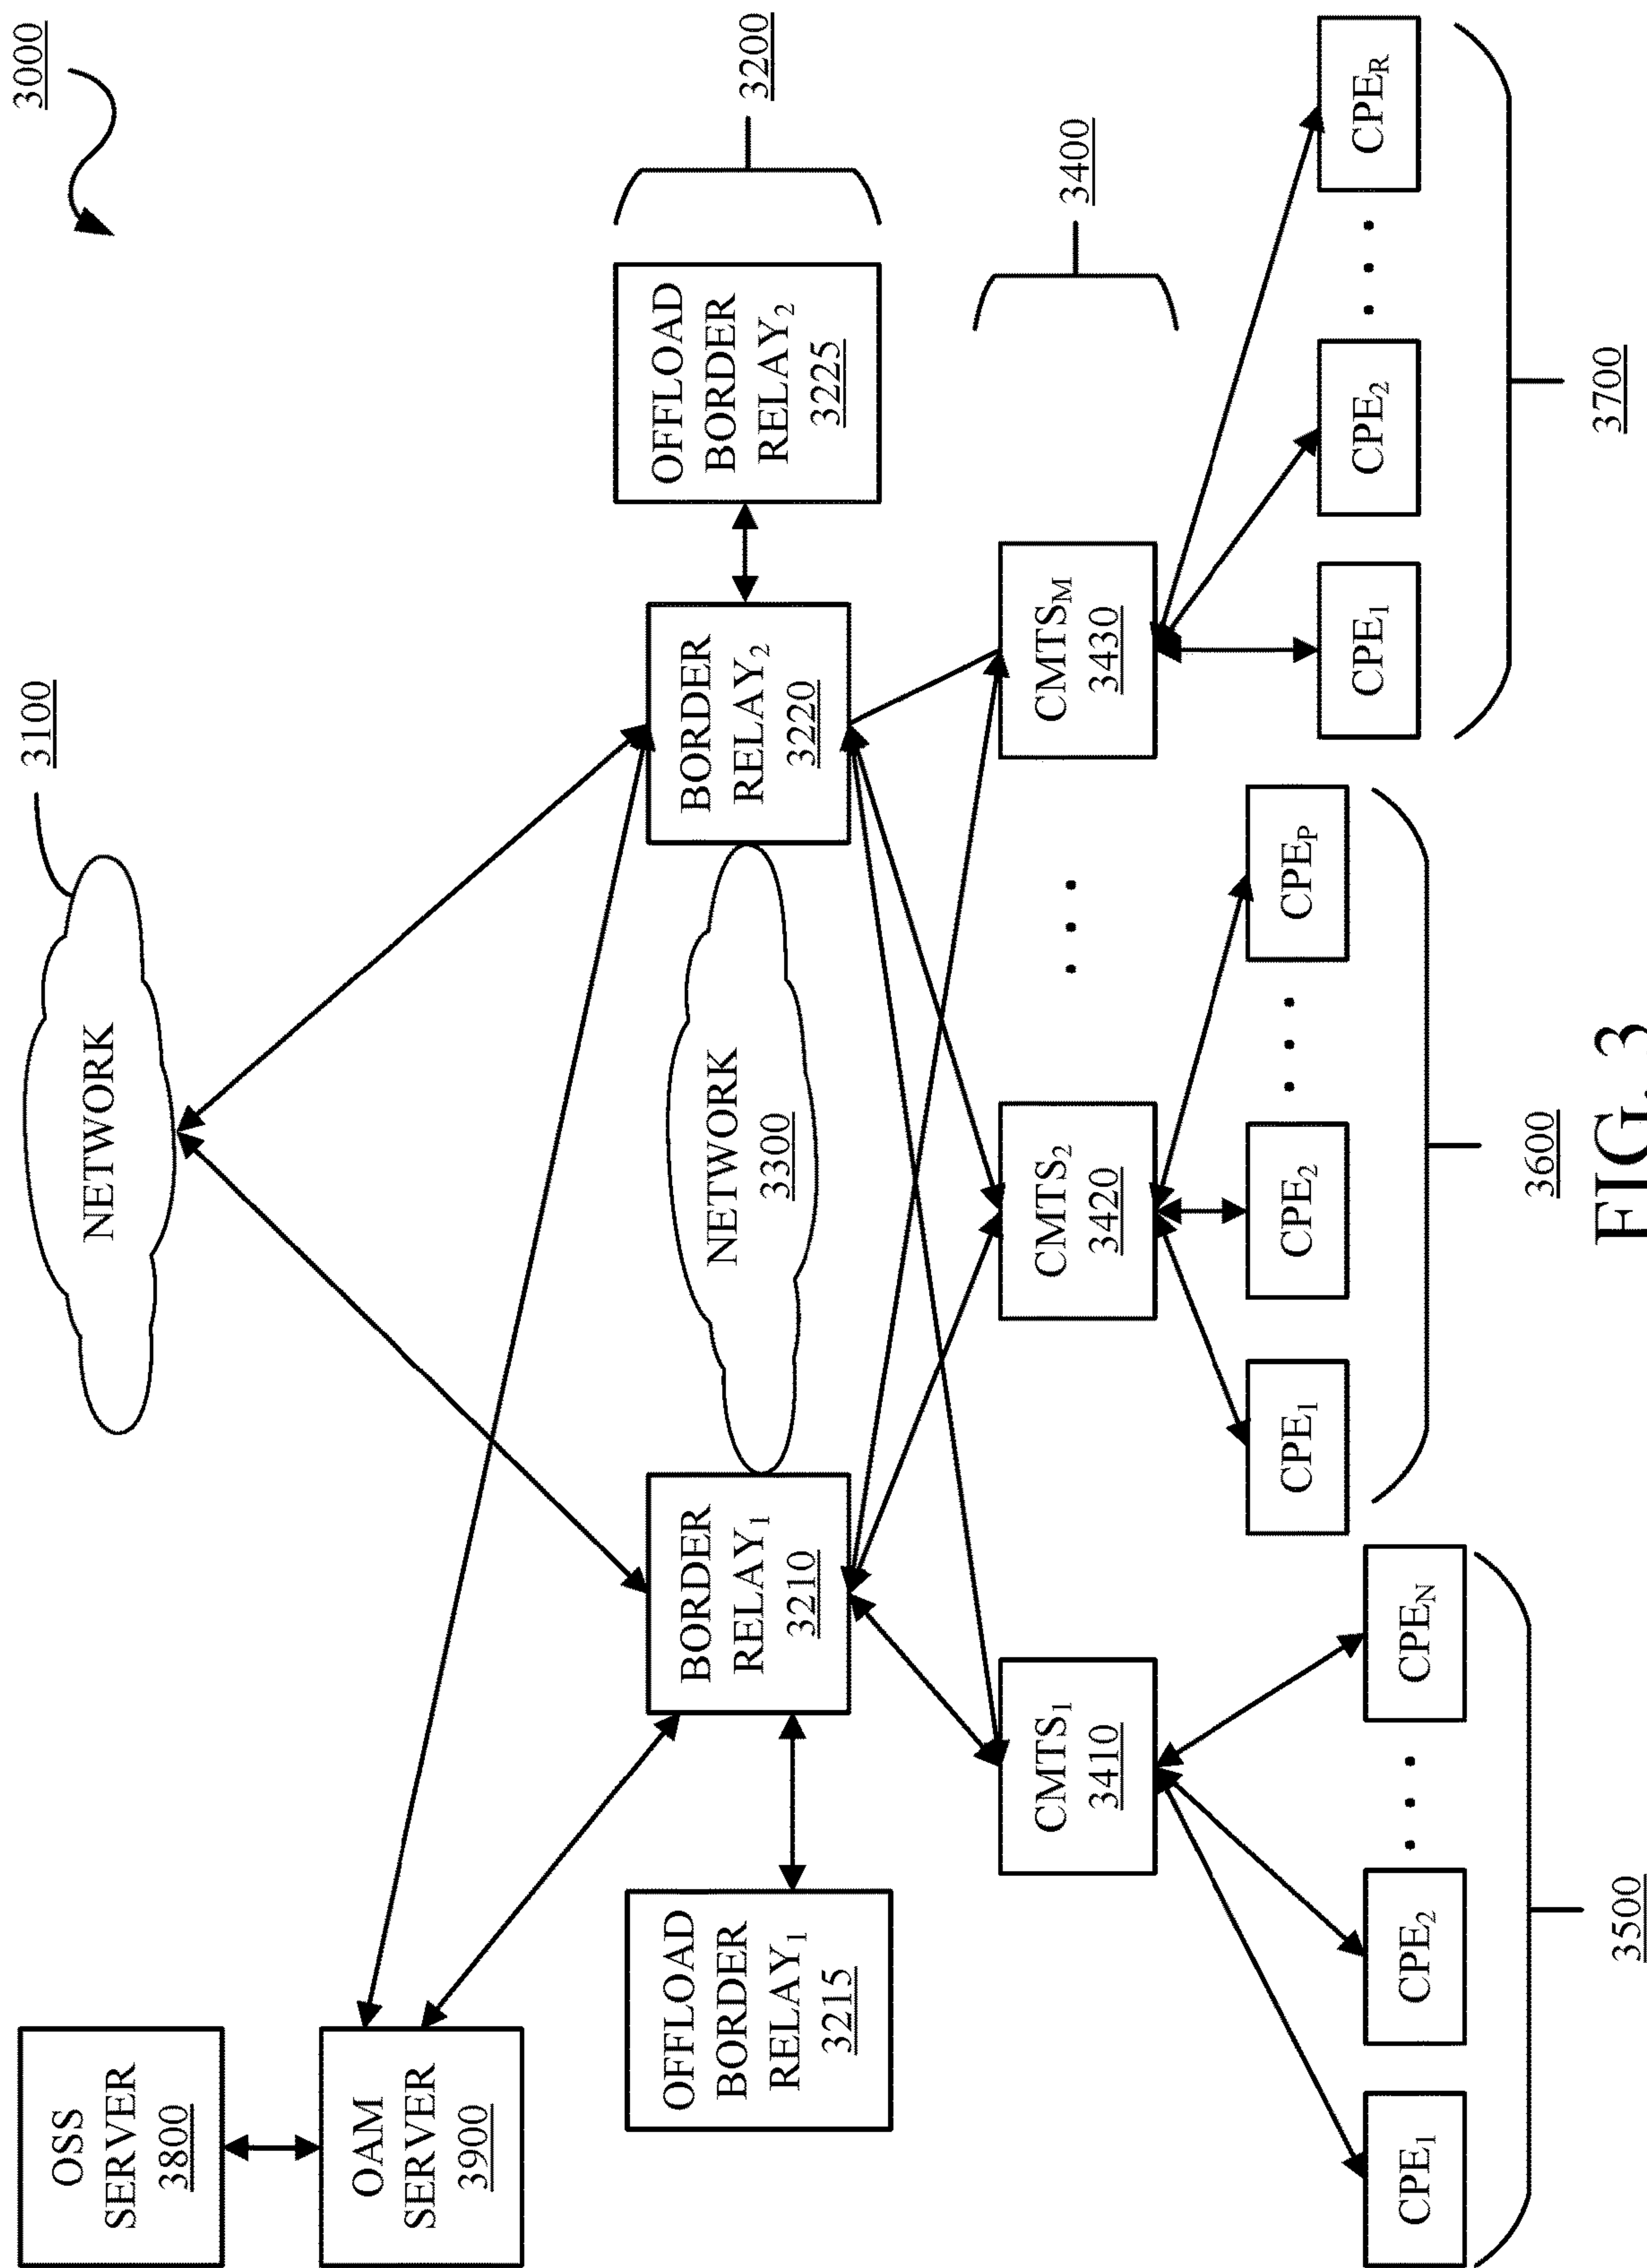 3000
3100
NETWORK
OSS
SERVER
3800
OAM
SERVER
3900
3200
OFFLOAD
BORDER
RELAY1
3215
BORDER
RELAY1
3210
NETWORK
3300
BORDER
RELAY2
3220
OFFLOAD
BORDER
RELAY2
3225
3400
CMTS1
3410
CMTS2
3420
. . .
CMTSM
3430
CPE1
CPE2
. . .
CPEN
3500
CPE1
CPE2
. . .
CPEP
3600
CPE1
CPE2
. . .
CPER
3700
FIG. 3